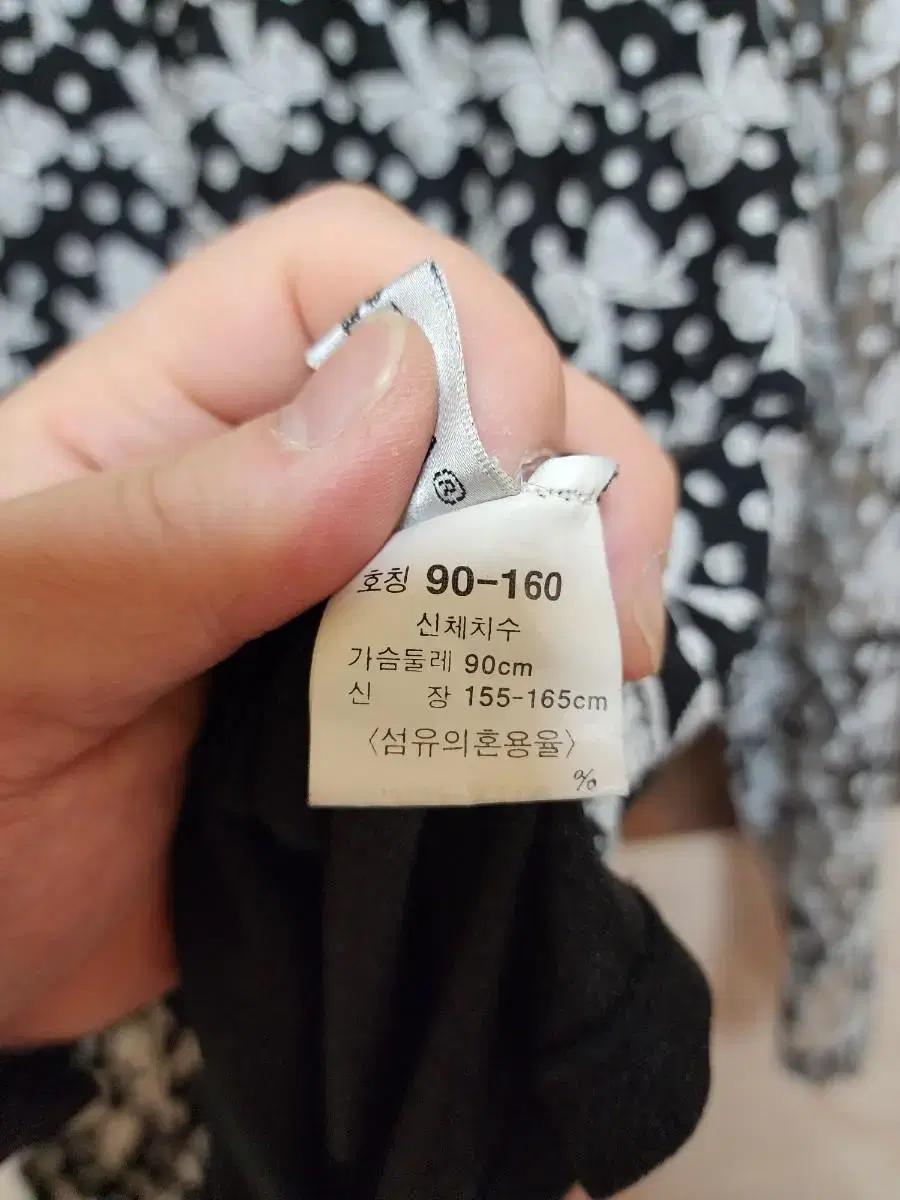 ®
호칭 90-160
신체치수
가슴둘레 90cm
신 장 155-165cm
〈섬유의혼용율〉
%